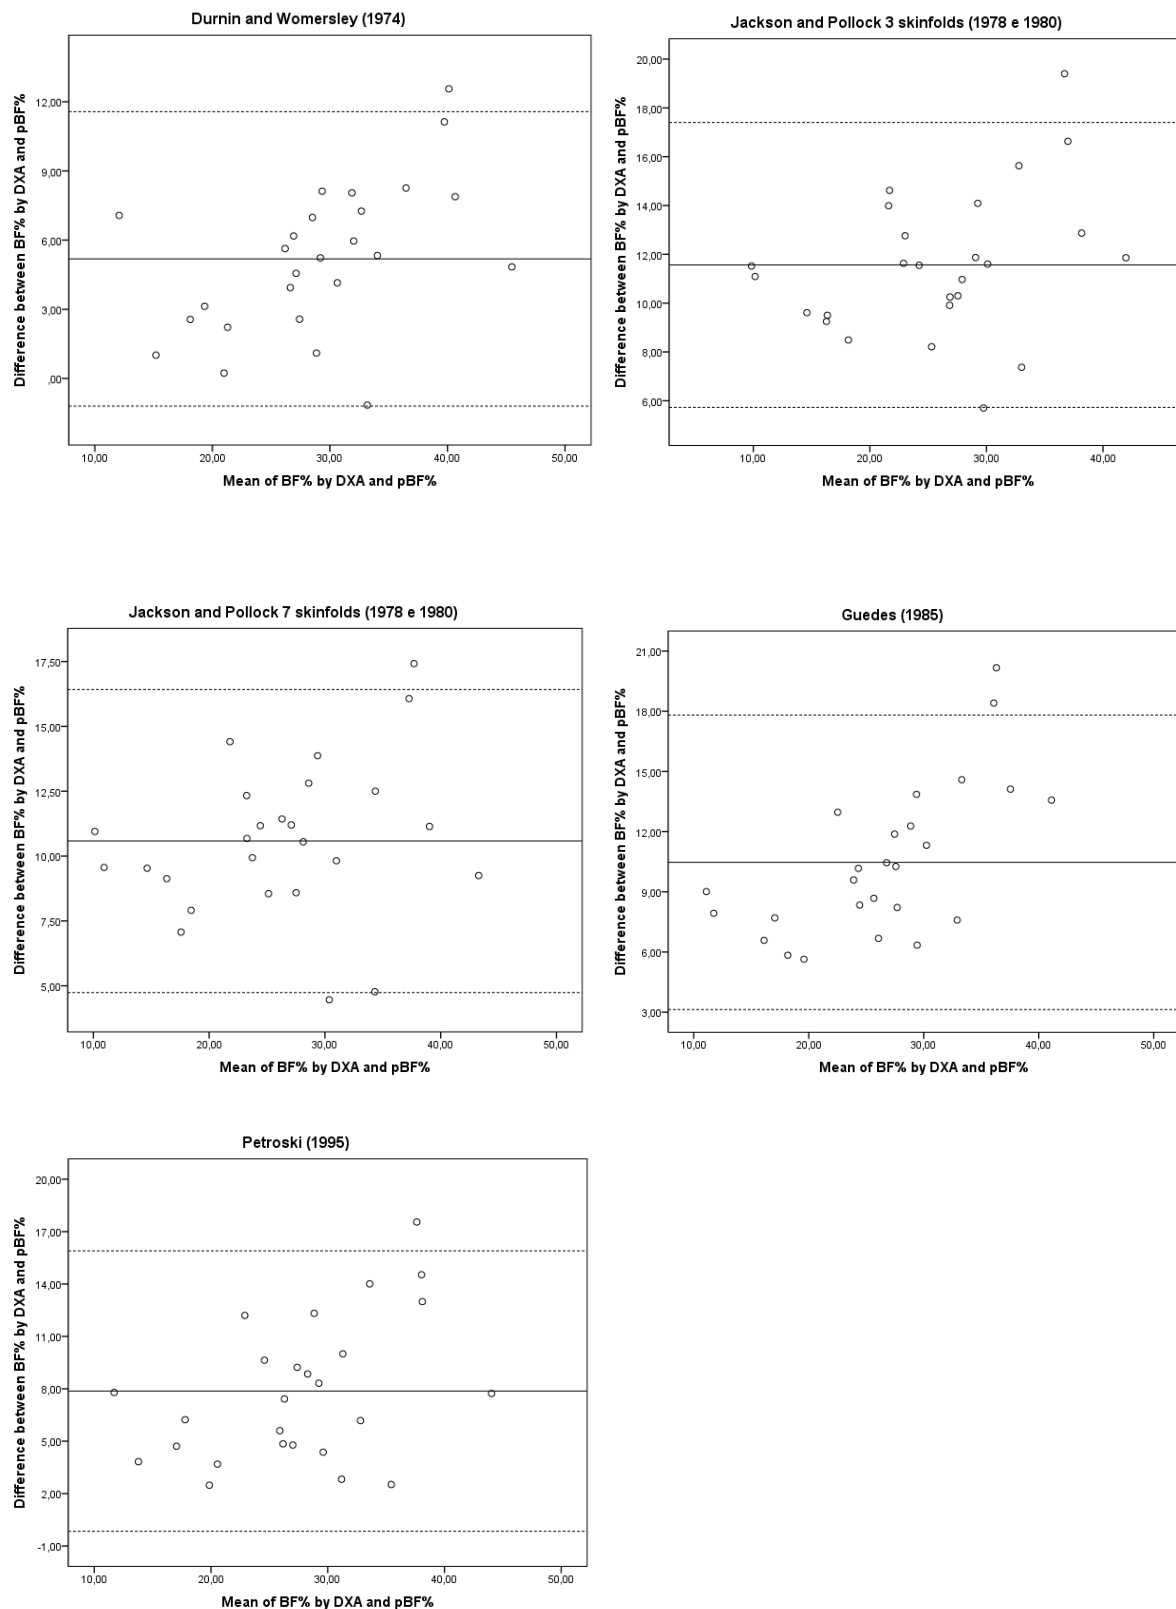 Durnin and Womersley (1974)
Difference between BF% by DXA and pBF%
12,00
9,00
6,00
3,00
,00
10,00 20,00 30,00 40,00 50,00
Mean of BF% by DXA and pBF%
Jackson and Pollock 3 skinfolds (1978 e 1980)
Difference between BF% by DXA and pBF%
20,00
18,00
16,00
14,00
12,00
10,00
8,00
6,00
10,00 20,00 30,00 40,00
Mean of BF% by DXA and pBF%
Jackson and Pollock 7 skinfolds (1978 e 1980)
Difference between BF% by DXA and pBF%
17,50
15,00
12,50
10,00
7,50
5,00
10,00 20,00 30,00 40,00 50,00
Mean of BF% by DXA and pBF%
Guedes (1985)
Difference between BF% by DXA and pBF%
21,00
18,00
15,00
12,00
9,00
6,00
3,00
10,00 20,00 30,00 40,00 50,00
Mean of BF% by DXA and pBF%
Petroski (1995)
Difference between BF% by DXA and pBF%
20,00
17,00
14,00
11,00
8,00
5,00
2,00
-1,00
10,00 20,00 30,00 40,00 50,00
Mean of BF% by DXA and pBF%